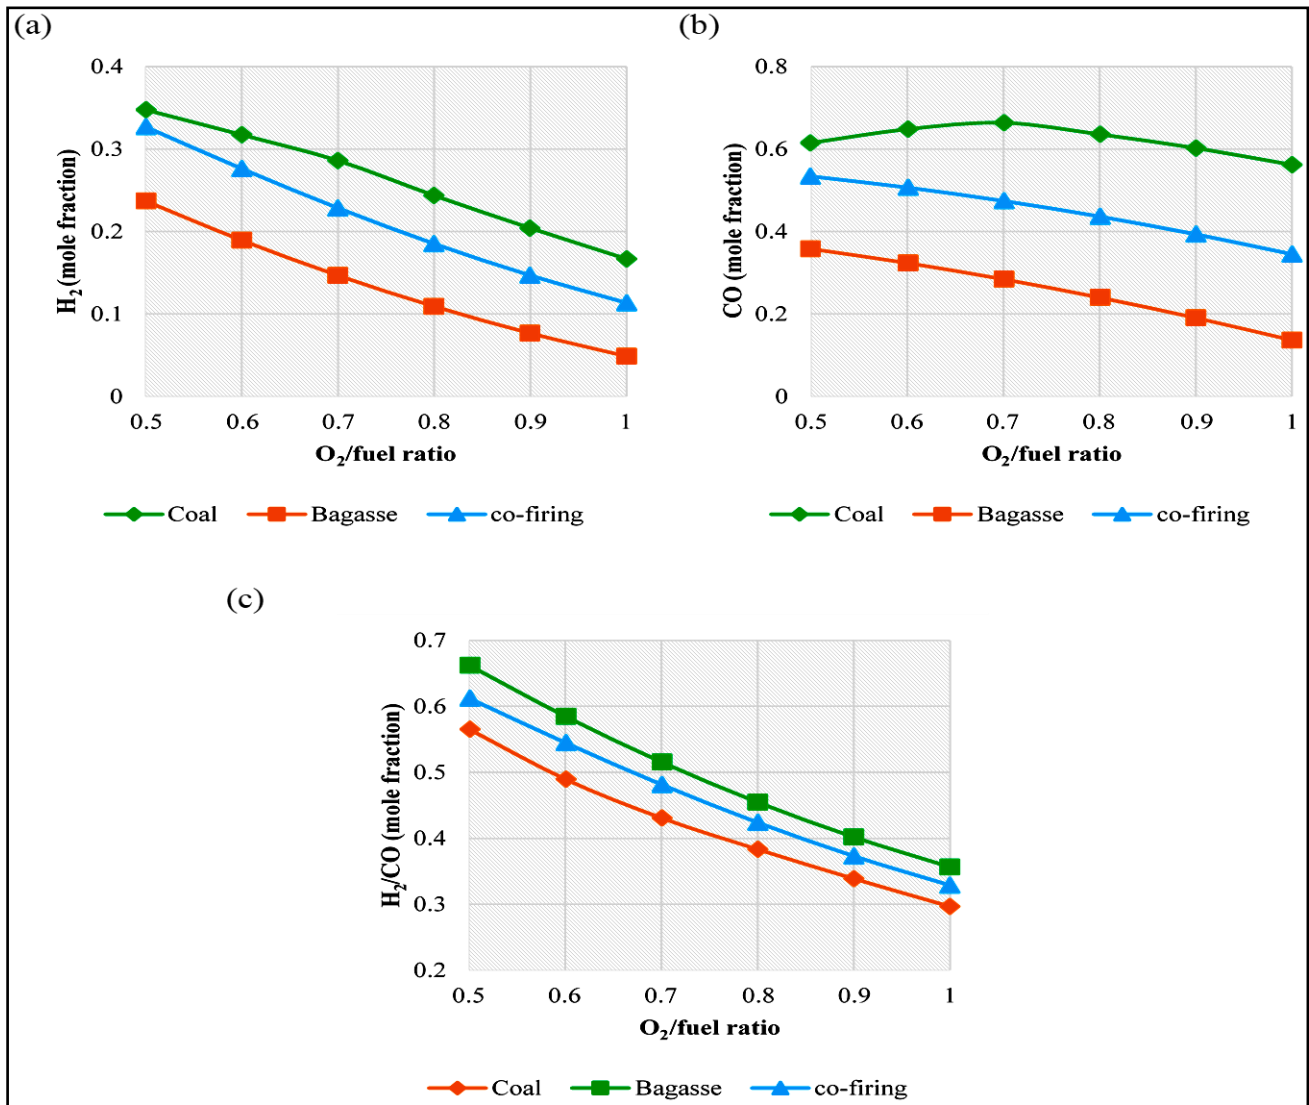 (a)
0.4
0.3
0.2
0.1
0
H₂ (mole fraction)
0.5 0.6 0.7 0.8 0.9 1
O₂/fuel ratio
Coal Bagasse co-firing
(b)
0.8
0.6
0.4
0.2
0
CO (mole fraction)
0.5 0.6 0.7 0.8 0.9 1
O₂/fuel ratio
Coal Bagasse co-firing
(c)
0.7
0.6
0.5
0.4
0.3
0.2
H₂/CO (mole fraction)
0.5 0.6 0.7 0.8 0.9 1
O₂/fuel ratio
Coal Bagasse co-firing